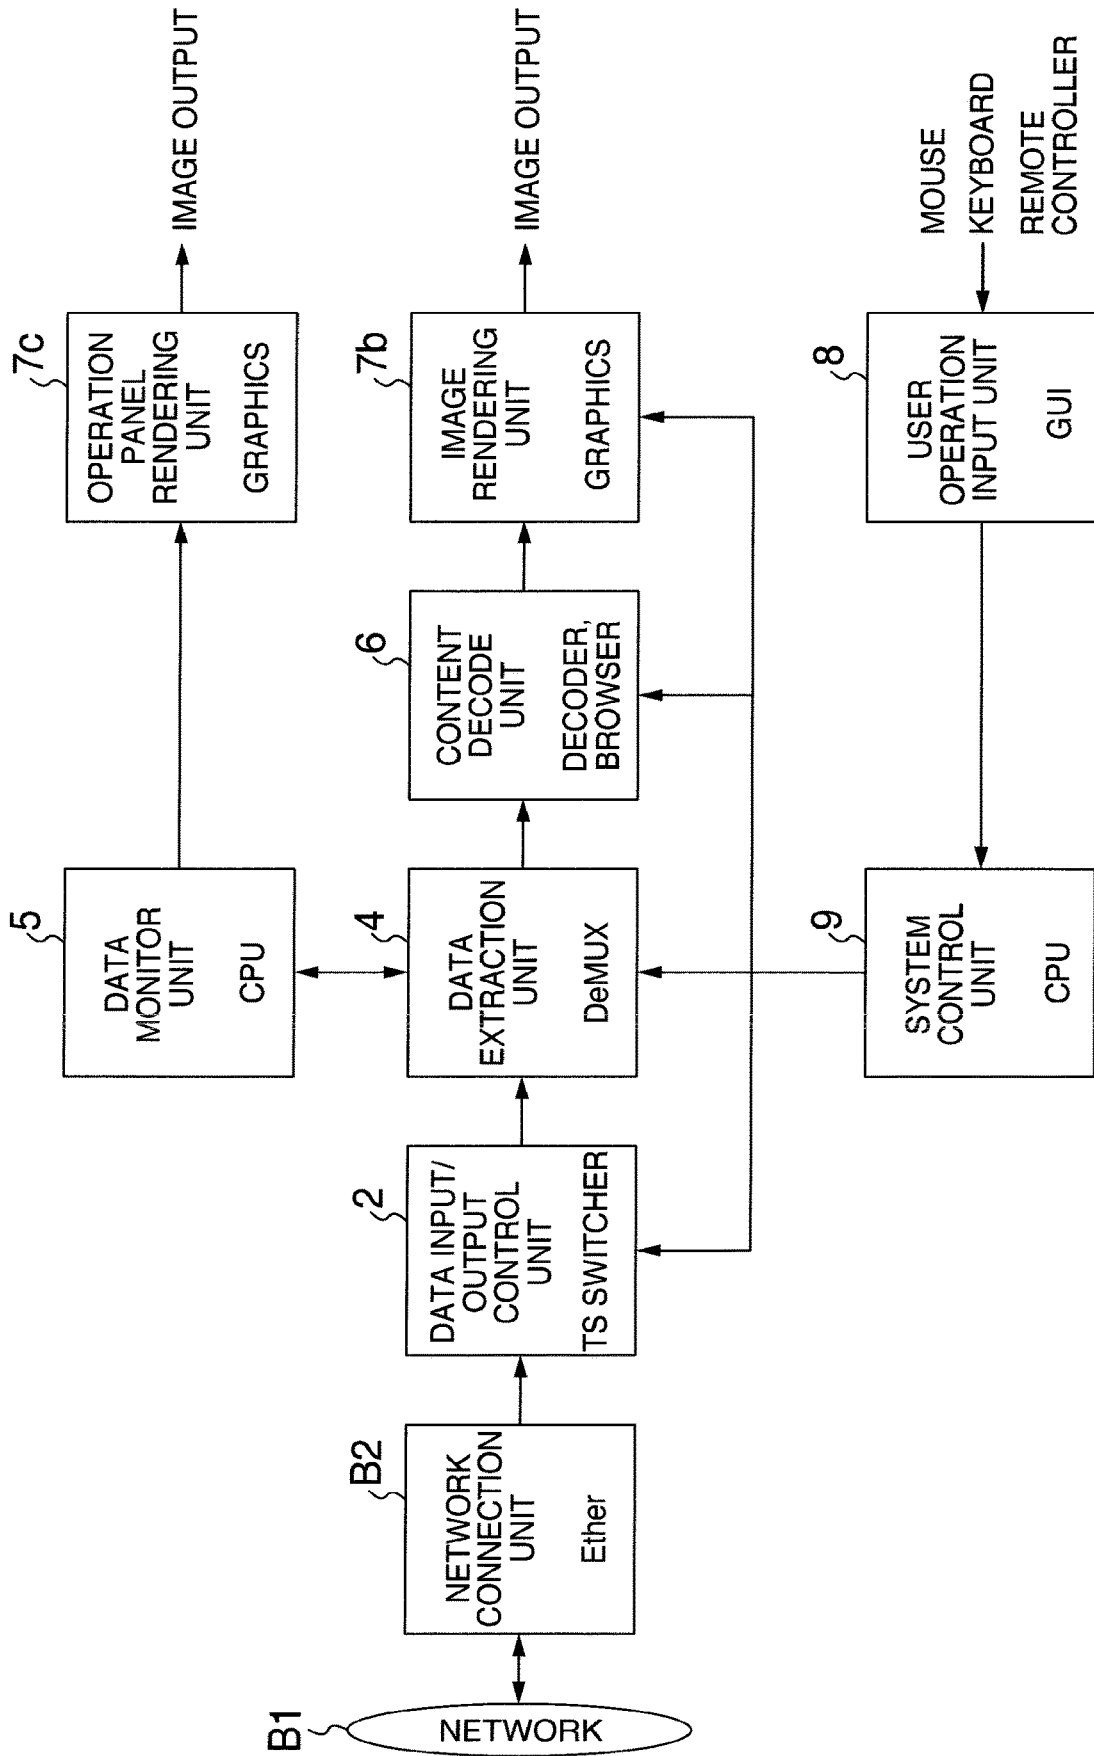 5
DATA
MONITOR
UNIT
CPU
7c
OPERATION
PANEL
RENDERING
UNIT
GRAPHICS
IMAGE OUTPUT
B1
NETWORK
B2
NETWORK
CONNECTION
UNIT
Ether
2
DATA INPUT/
OUTPUT
CONTROL
UNIT
TS SWITCHER
4
DATA
EXTRACTION
UNIT
DeMUX
6
CONTENT
DECODE
UNIT
DECODER,
BROWSER
7b
IMAGE
RENDERING
UNIT
GRAPHICS
IMAGE OUTPUT
9
SYSTEM
CONTROL
UNIT
CPU
8
USER
OPERATION
INPUT UNIT
GUI
MOUSE
KEYBOARD
REMOTE
CONTROLLER